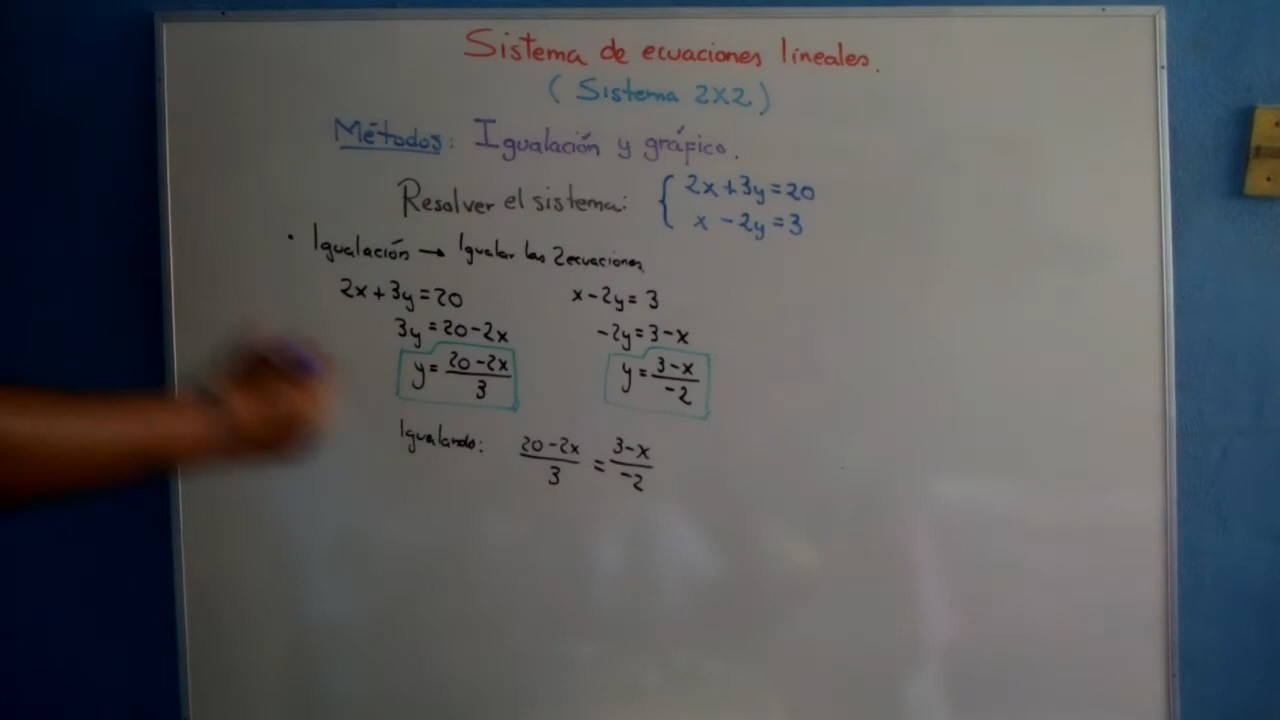 Sistema de ecuaciones lineales.
(Sistema 2x2)
Métodos: Igualación y gráfico.
Resolver el sistema: { 2x+3y=20
x-2y=3
· Igualación → Igualar las 2 ecuaciones.
2x+3y=20 x-2y=3
3y=20-2x -2y=3-x
y=(20-2x)/3 y=(3-x)/-2
Igualando: (20-2x)/3 = (3-x)/-2